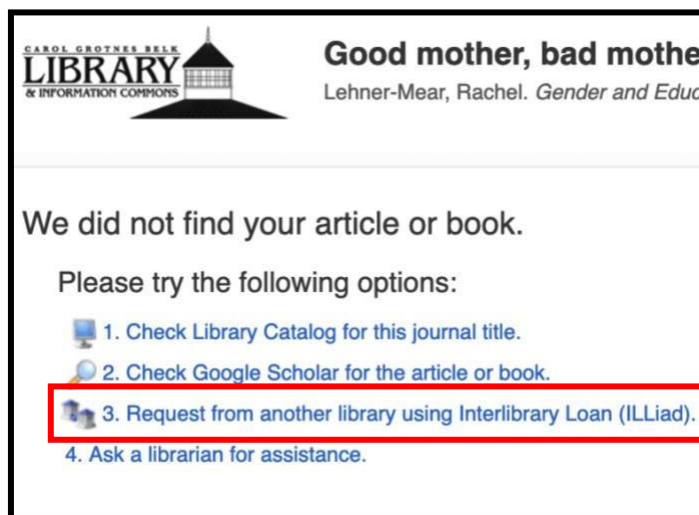 CAROL GROTNES BELK
LIBRARY
& INFORMATION COMMONS
Good mother, bad mothe
Lehner-Mear, Rachel. Gender and Educ
We did not find your article or book.
Please try the following options:
1. Check Library Catalog for this journal title.
2. Check Google Scholar for the article or book.
3. Request from another library using Interlibrary Loan (ILLiad).
4. Ask a librarian for assistance.